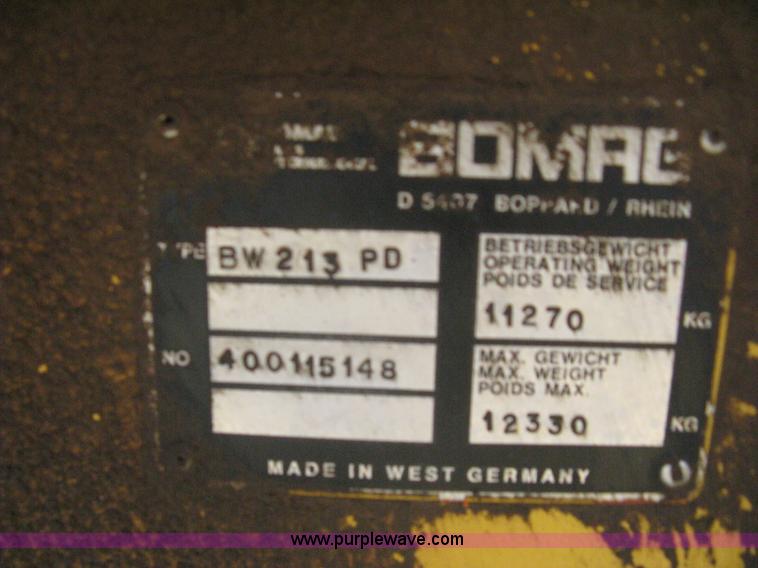 BOMAG
D 5407 BOPPARD / RHEIN
TYPE BW 213 PD
BETRIEBSGEWICHT
OPERATING WEIGHT
POIDS DE SERVICE
11270 KG
NO 400115148
MAX. GEWICHT
MAX. WEIGHT
POIDS MAX.
12330 KG
MADE IN WEST GERMANY
www.purplewave.com